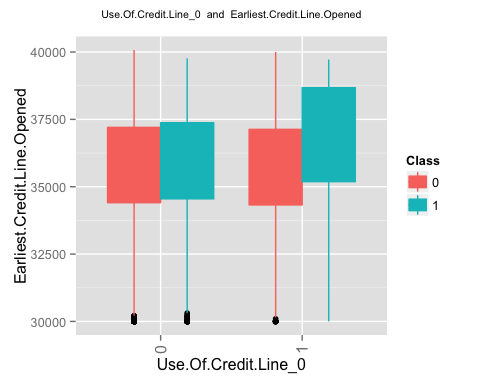 Use.Of.Credit.Line_0 and Earliest.Credit.Line.Opened
40000
37500
35000
32500
30000
Earliest.Credit.Line.Opened
0
1
Use.Of.Credit.Line_0
Class
0
1